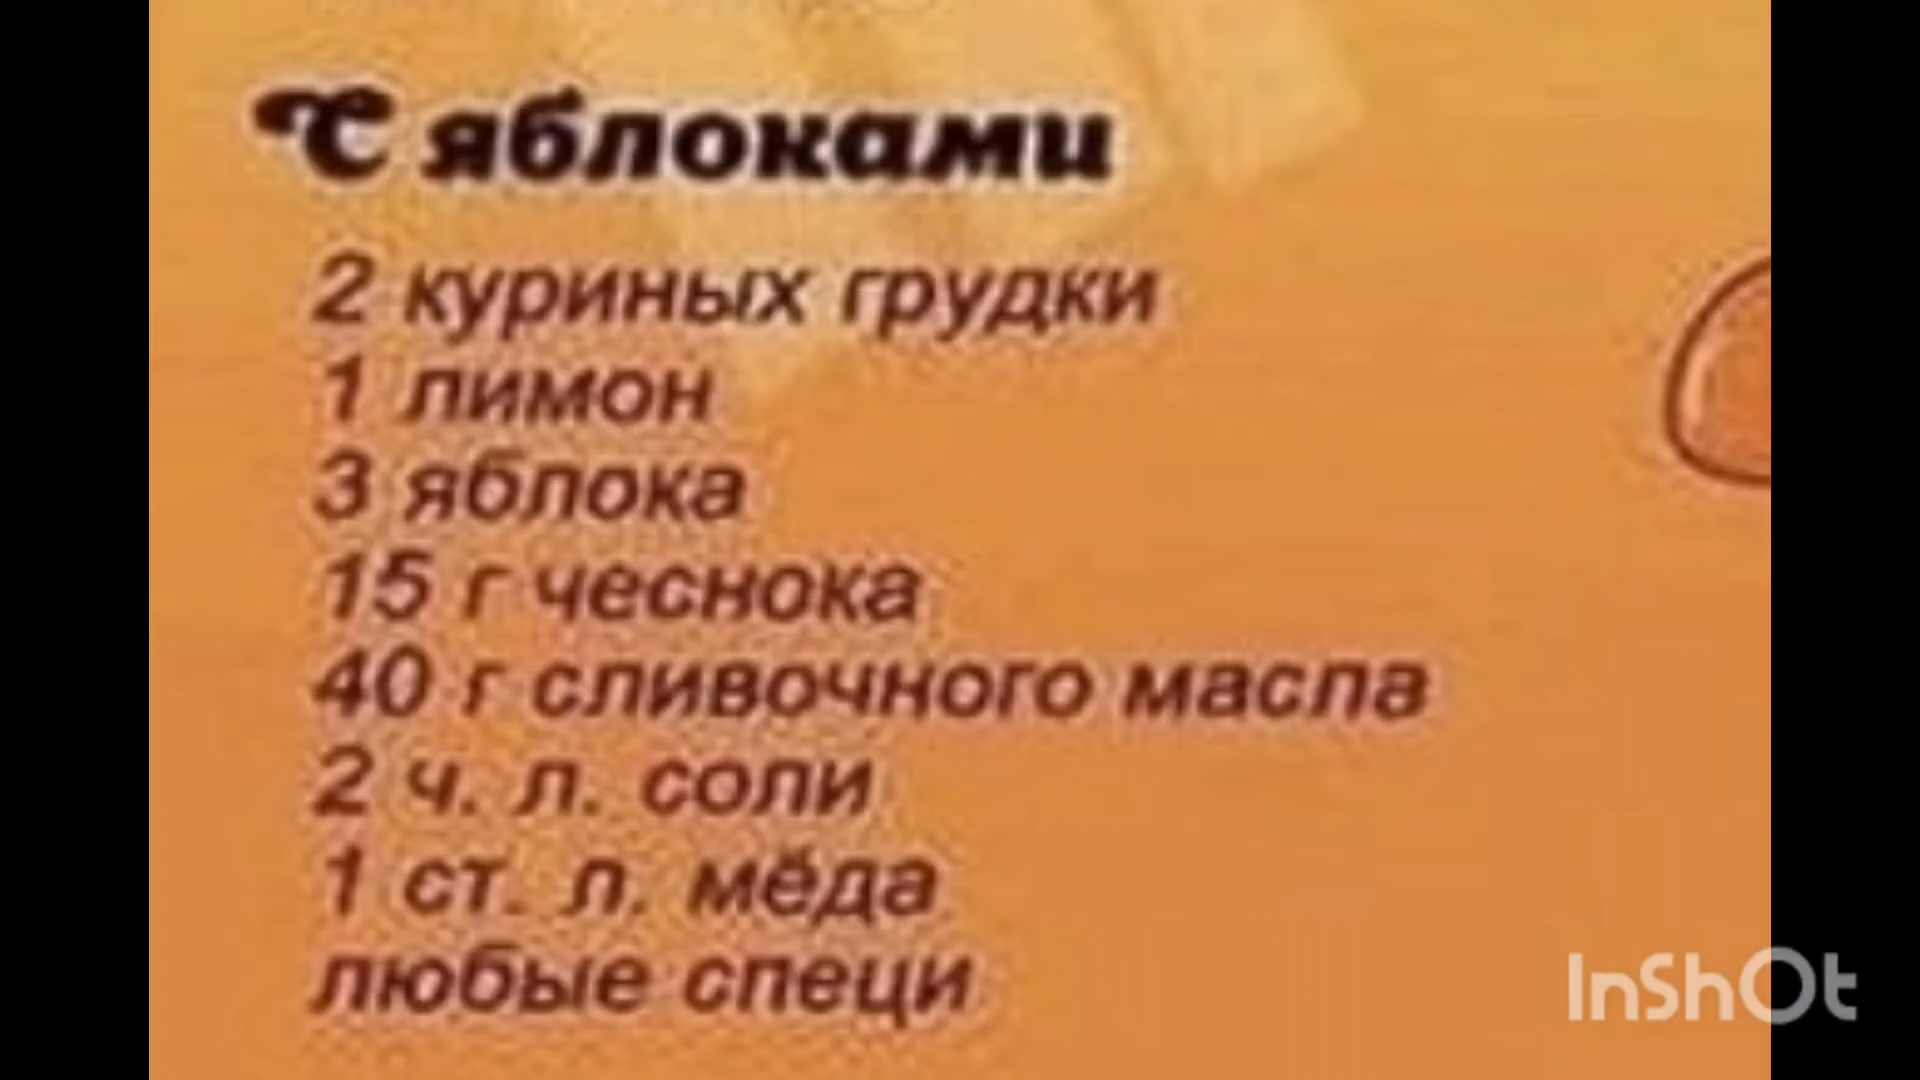 С яблоками
2 куриных грудки
1 лимон
3 яблока
15 г чеснока
40 г сливочного масла
2 ч. л. соли
1 ст. л. мёда
любые специ
InShOt